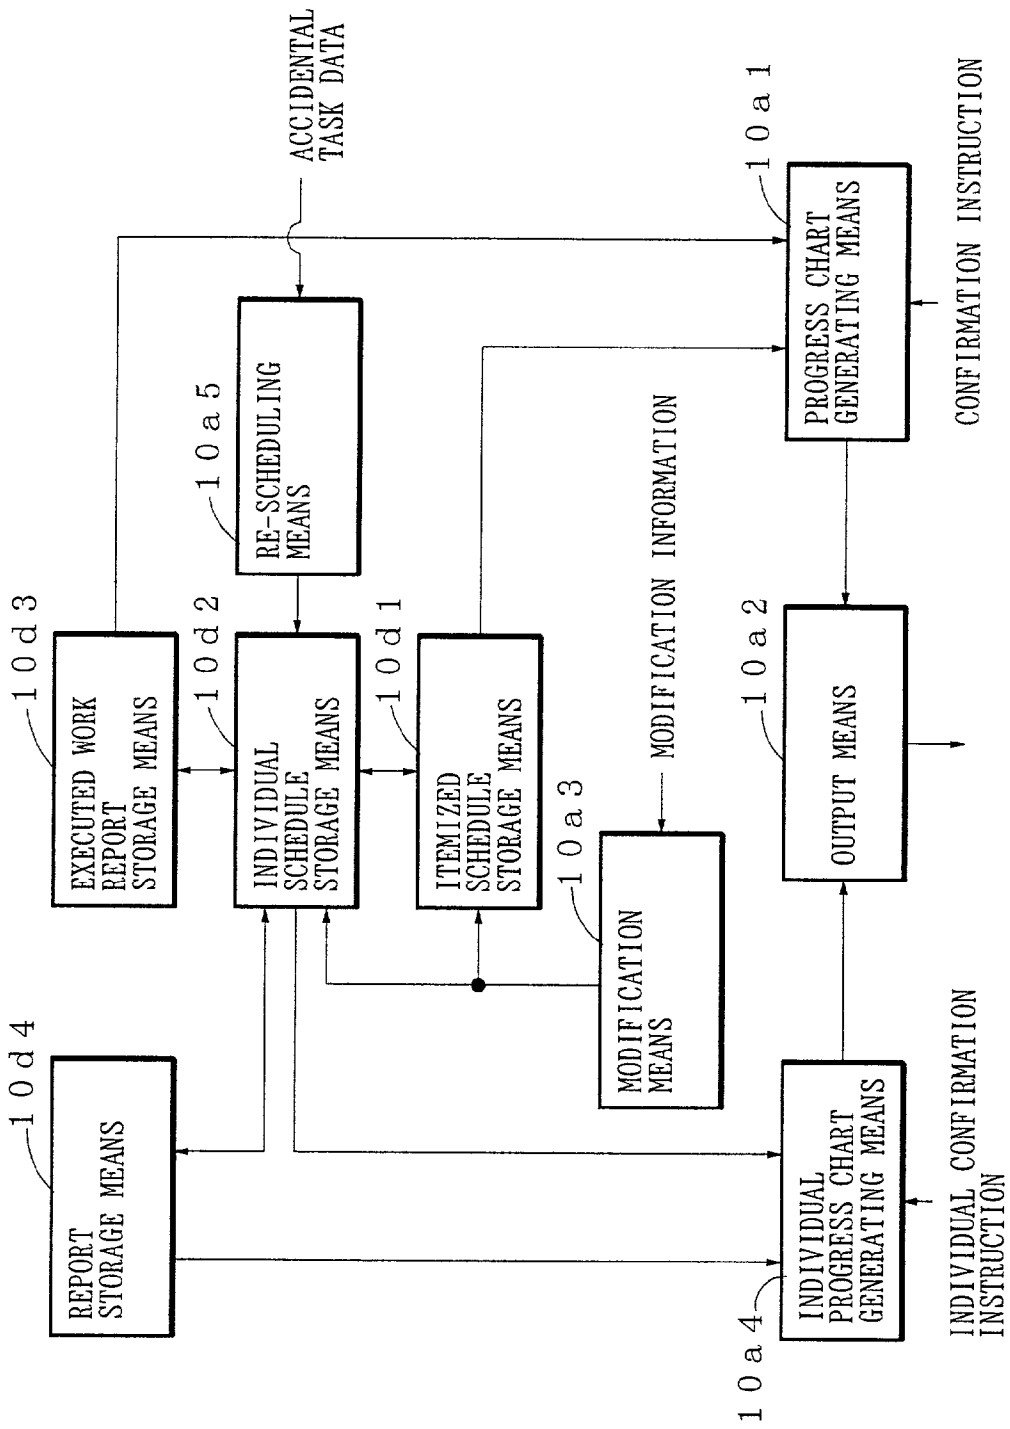 10d4
REPORT
STORAGE MEANS
10d3
EXECUTED WORK
REPORT
STORAGE MEANS
10d2
INDIVIDUAL
SCHEDULE
STORAGE MEANS
10a5
RE-SCHEDULING
MEANS
ACCIDENTAL
TASK DATA
10d1
ITEMIZED
SCHEDULE
STORAGE MEANS
10a3
MODIFICATION
MEANS
MODIFICATION INFORMATION
10a4
INDIVIDUAL
PROGRESS CHART
GENERATING MEANS
INDIVIDUAL CONFIRMATION
INSTRUCTION
10a2
OUTPUT MEANS
10a1
PROGRESS CHART
GENERATING MEANS
CONFIRMATION INSTRUCTION